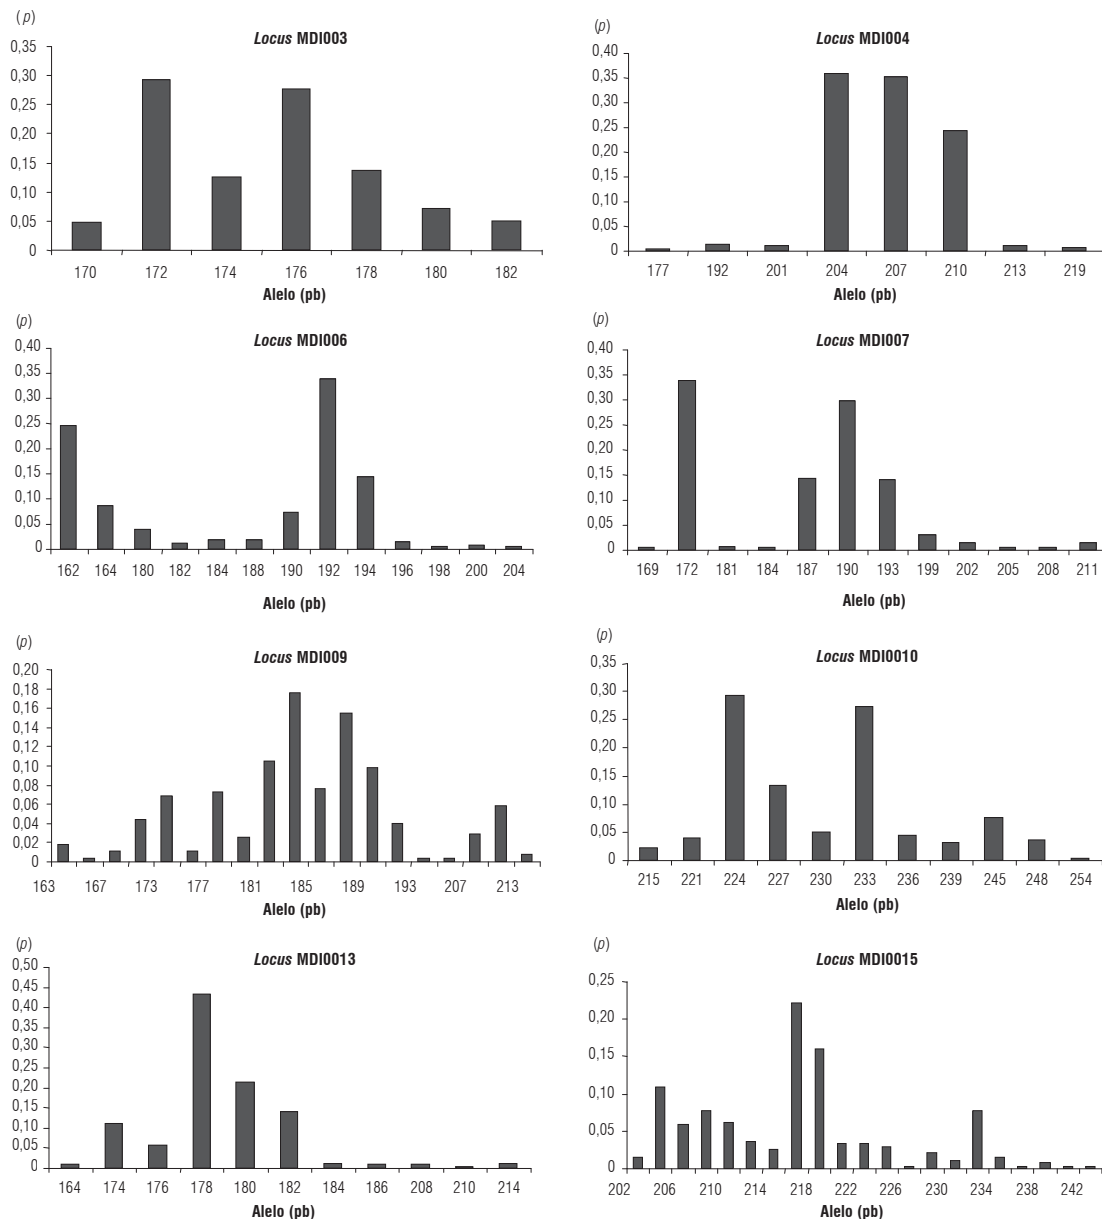 (p)
Locus MDI003
0,35
0,30
0,25
0,20
0,15
0,10
0,05
0
170 172 174 176 178 180 182
Alelo (pb)
(p)
Locus MDI004
0,40
0,35
0,30
0,25
0,20
0,15
0,10
0,05
0
177 192 201 204 207 210 213 219
Alelo (pb)
(p)
Locus MDI006
0,40
0,35
0,30
0,25
0,20
0,15
0,10
0,05
0
162 164 180 182 184 188 190 192 194 196 198 200 204
Alelo (pb)
(p)
Locus MDI007
0,40
0,35
0,30
0,25
0,20
0,15
0,10
0,05
0
169 172 181 184 187 190 193 199 202 205 208 211
Alelo (pb)
(p)
Locus MDI009
0,20
0,18
0,16
0,14
0,12
0,10
0,08
0,06
0,04
0,02
0
163 167 173 177 181 185 189 193 207 213
Alelo (pb)
(p)
Locus MDI0010
0,35
0,30
0,25
0,20
0,15
0,10
0,05
0
215 221 224 227 230 233 236 239 245 248 254
Alelo (pb)
(p)
Locus MDI0013
0,50
0,45
0,40
0,35
0,30
0,25
0,20
0,15
0,10
0,05
0
164 174 176 178 180 182 184 186 208 210 214
Alelo (pb)
(p)
Locus MDI0015
0,25
0,20
0,15
0,10
0,05
0
202 206 210 214 218 222 226 230 234 238 242
Alelo (pb)